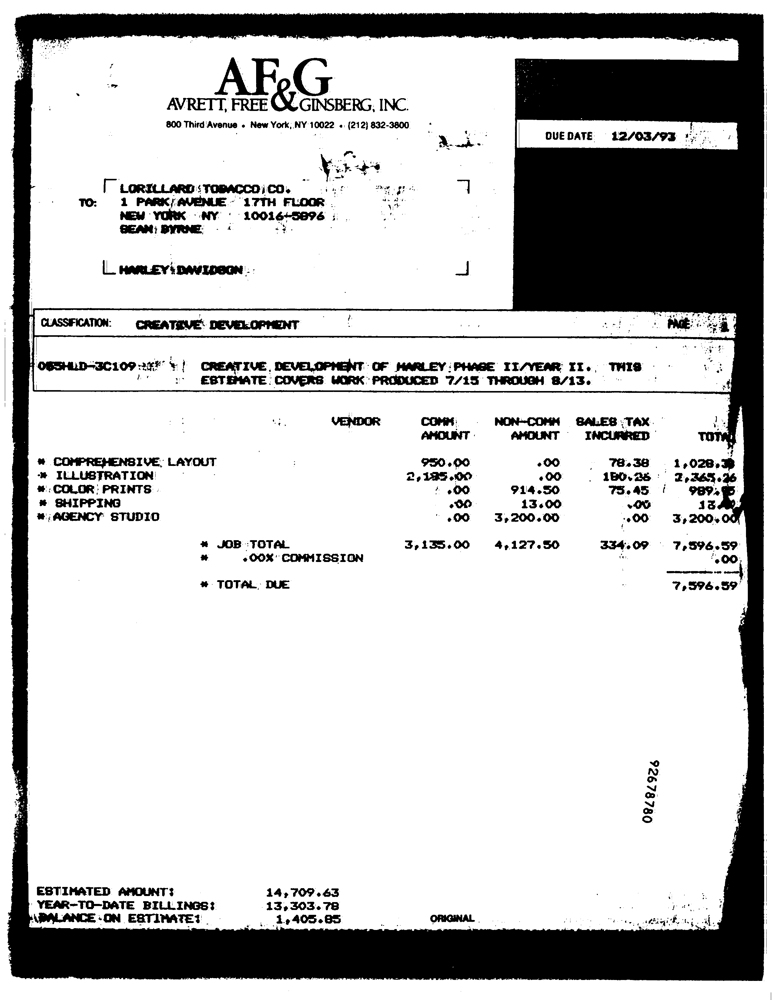 AF&G
AVRETT, FREE & GINSBERG, INC.
800 Third Avenue • New York, NY 10022 • (212) 832-3800
DUE DATE 12/03/93
TO: LORILLARD TOBACCO CO.
1 PARK AVENUE 17TH FLOOR
NEW YORK NY 10016-5896
SEAN BYRNE
HARLEY DAVIDSON
CLASSIFICATION: CREATIVE DEVELOPMENT PAGE 1
065HLD-3C109 CREATIVE DEVELOPMENT OF HARLEY PHASE II/YEAR II. THIS
ESTIMATE COVERS WORK PRODUCED 7/15 THROUGH 8/13.
VENDOR COMM NON-COMM SALES TAX
AMOUNT AMOUNT INCURRED TOTAL
* COMPREHENSIVE LAYOUT 950.00 .00 78.38 1,028.38
* ILLUSTRATION 2,185.00 .00 180.26 2,365.26
* COLOR PRINTS .00 914.50 75.45 989.95
* SHIPPING .00 13.00 .00 13.00
* AGENCY STUDIO .00 3,200.00 .00 3,200.00
* JOB TOTAL 3,135.00 4,127.50 334.09 7,596.59
* .00% COMMISSION .00
* TOTAL DUE 7,596.59
92678780
ESTIMATED AMOUNT: 14,709.63
YEAR-TO-DATE BILLINGS: 13,303.78
BALANCE ON ESTIMATE: 1,405.85
ORIGINAL